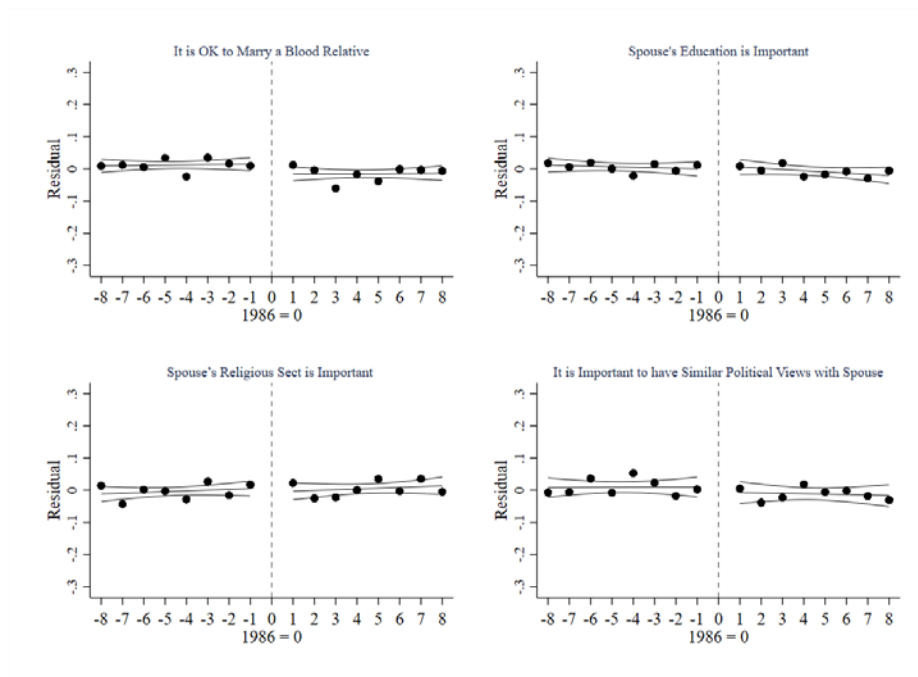 It is OK to Marry a Blood Relative
Residual
.3
.2
.1
0
-.1
-.2
-.3
-8 -7 -6 -5 -4 -3 -2 -1 0 1 2 3 4 5 6 7 8
1986 = 0
Spouse's Education is Important
Residual
.3
.2
.1
0
-.1
-.2
-.3
-8 -7 -6 -5 -4 -3 -2 -1 0 1 2 3 4 5 6 7 8
1986 = 0
Spouse's Religious Sect is Important
Residual
.3
.2
.1
0
-.1
-.2
-.3
-8 -7 -6 -5 -4 -3 -2 -1 0 1 2 3 4 5 6 7 8
1986 = 0
It is Important to have Similar Political Views with Spouse
Residual
.3
.2
.1
0
-.1
-.2
-.3
-8 -7 -6 -5 -4 -3 -2 -1 0 1 2 3 4 5 6 7 8
1986 = 0